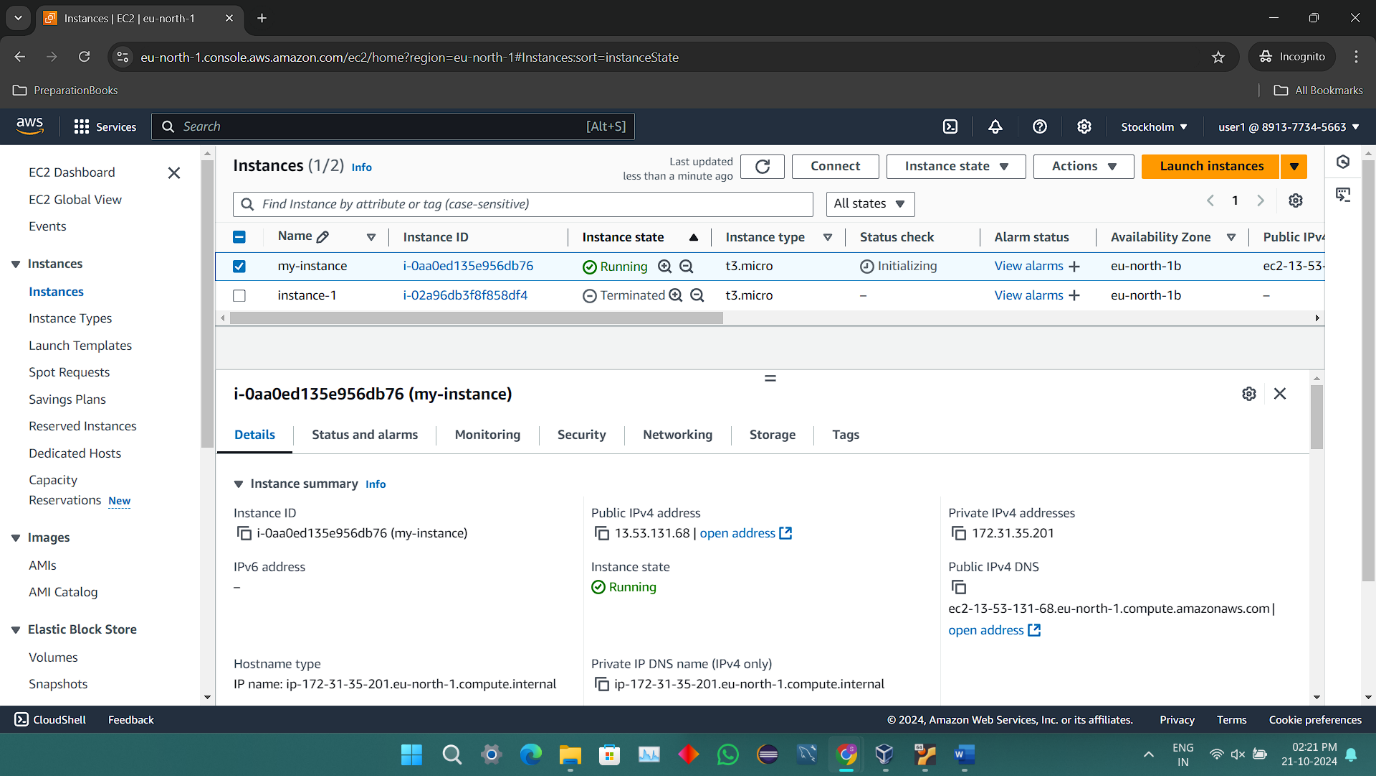 Instances | EC2 | eu-north-1
eu-north-1.console.aws.amazon.com/ec2/home?region=eu-north-1#Instances:sort=instanceState
Incognito
PreparationBooks
All Bookmarks
aws
Services
Search
[Alt+S]
Stockholm
user1 @ 8913-7734-5663
EC2 Dashboard
EC2 Global View
Events
Instances
Instances
Instance Types
Launch Templates
Spot Requests
Savings Plans
Reserved Instances
Dedicated Hosts
Capacity
Reservations New
Images
AMIs
AMI Catalog
Elastic Block Store
Volumes
Snapshots
Instances (1/2) Info
Last updated
less than a minute ago
Connect
Instance state
Actions
Launch instances
Find Instance by attribute or tag (case-sensitive)
All states
1
Name Instance ID Instance state Instance type Status check Alarm status Availability Zone Public IPv4
my-instance i-0aa0ed135e956db76 Running t3.micro Initializing View alarms + eu-north-1b ec2-13-53-
instance-1 i-02a96db3f8f858df4 Terminated t3.micro – View alarms + eu-north-1b –
i-0aa0ed135e956db76 (my-instance)
Details Status and alarms Monitoring Security Networking Storage Tags
Instance summary Info
Instance ID
i-0aa0ed135e956db76 (my-instance)
Public IPv4 address
13.53.131.68 | open address
Private IPv4 addresses
172.31.35.201
IPv6 address
–
Instance state
Running
Public IPv4 DNS
ec2-13-53-131-68.eu-north-1.compute.amazonaws.com |
open address
Hostname type
IP name: ip-172-31-35-201.eu-north-1.compute.internal
Private IP DNS name (IPv4 only)
ip-172-31-35-201.eu-north-1.compute.internal
CloudShell
Feedback
© 2024, Amazon Web Services, Inc. or its affiliates.
Privacy
Terms
Cookie preferences
ENG
IN
02:21 PM
21-10-2024